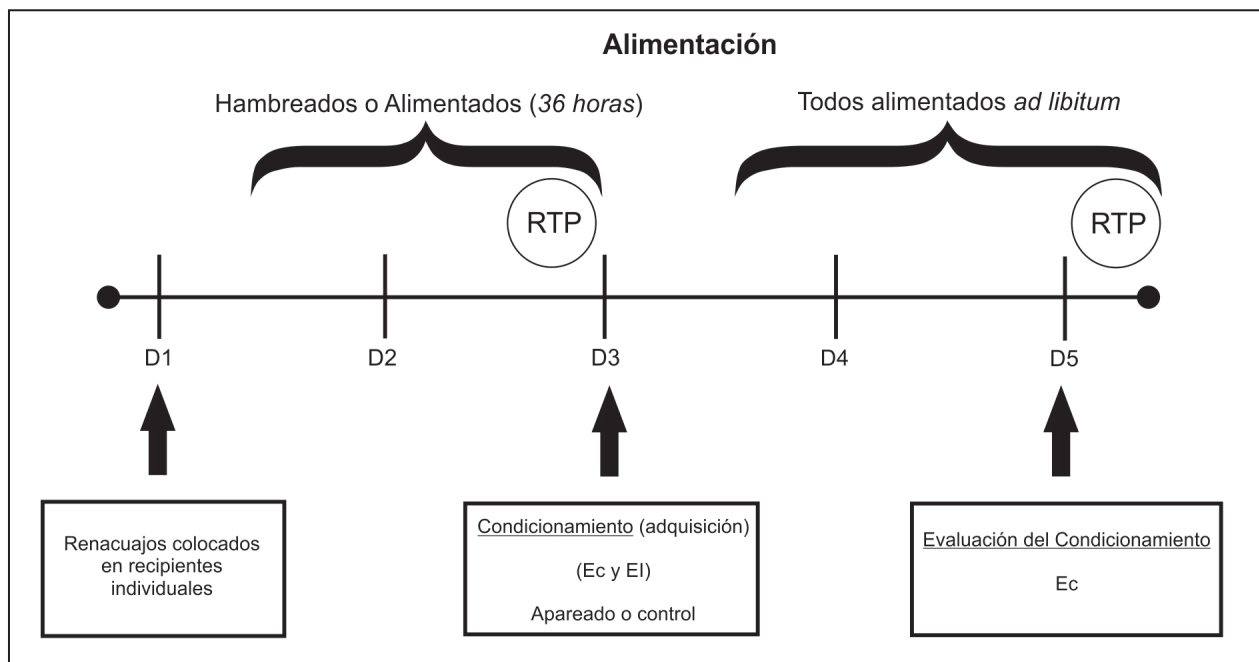 Alimentación
Hambreados o Alimentados (36 horas)
Todos alimentados ad libitum
RTP
RTP
D1
D2
D3
D4
D5
Renacuajos colocados
en recipientes
individuales
Condicionamiento (adquisición)
(Ec y EI)
Apareado o control
Evaluación del Condicionamiento
Ec